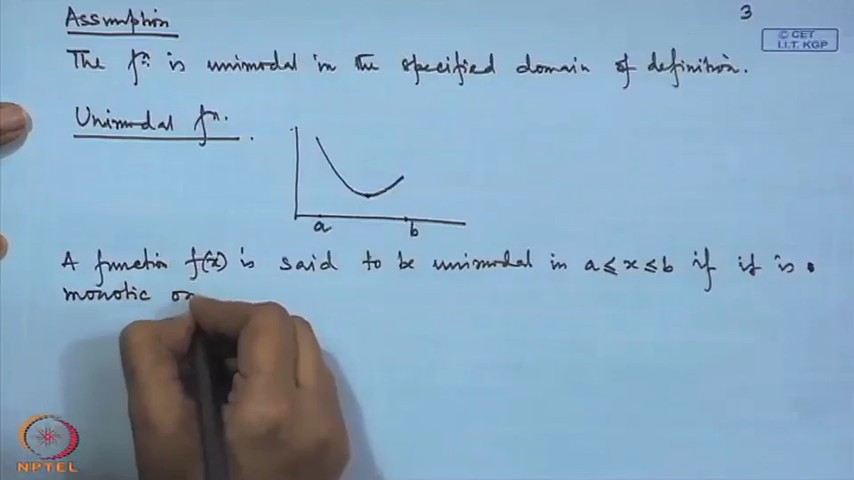 Assumption
3
© CET
I.I.T. KGP
The fn. is unimodal in the specified domain of definition.
Unimodal fn.
a
b
A function f(x) is said to be unimodal in a ≤ x ≤ b if it is
monotic on
NPTEL